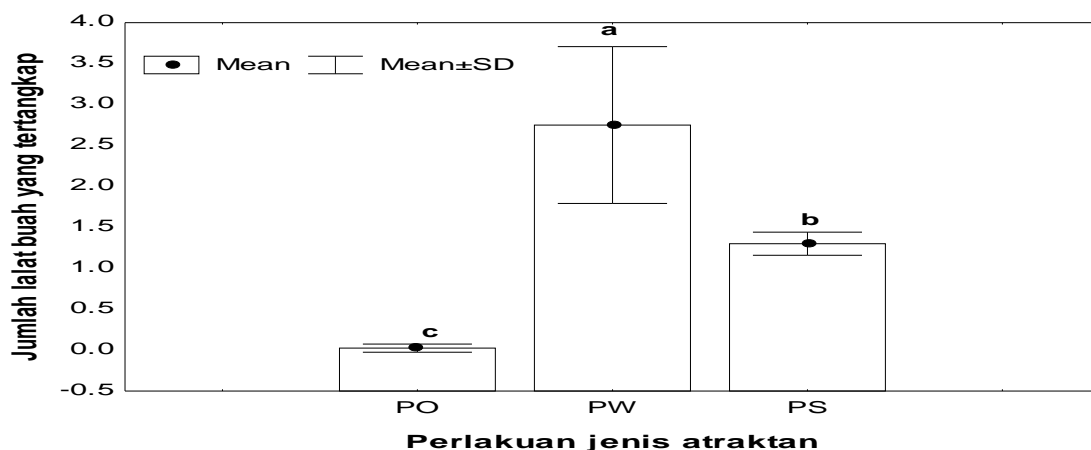 Jumlah lalat buah yang tertangkap
4.0
3.5
3.0
2.5
2.0
1.5
1.0
0.5
0.0
-0.5
Mean Mean±SD
a
b
c
PO PW PS
Perlakuan jenis atraktan